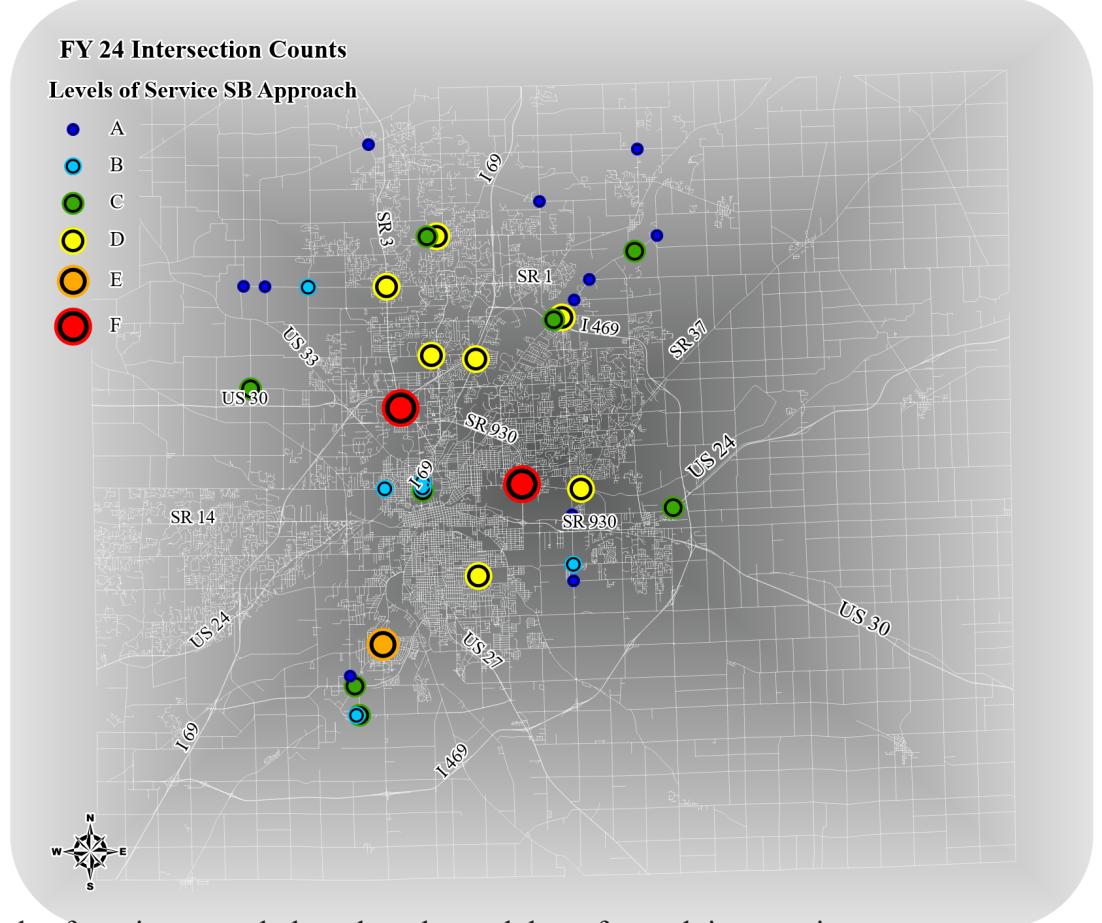 FY 24 Intersection Counts
Levels of Service SB Approach
A
B
C
D
E
F
I 69
SR 3
SR 1
I 469
SR 37
US 33
US 30
SR 930
US 24
I 69
SR 14
SR 930
US 24
US 30
US 27
I 69
I 469
N
W E
S